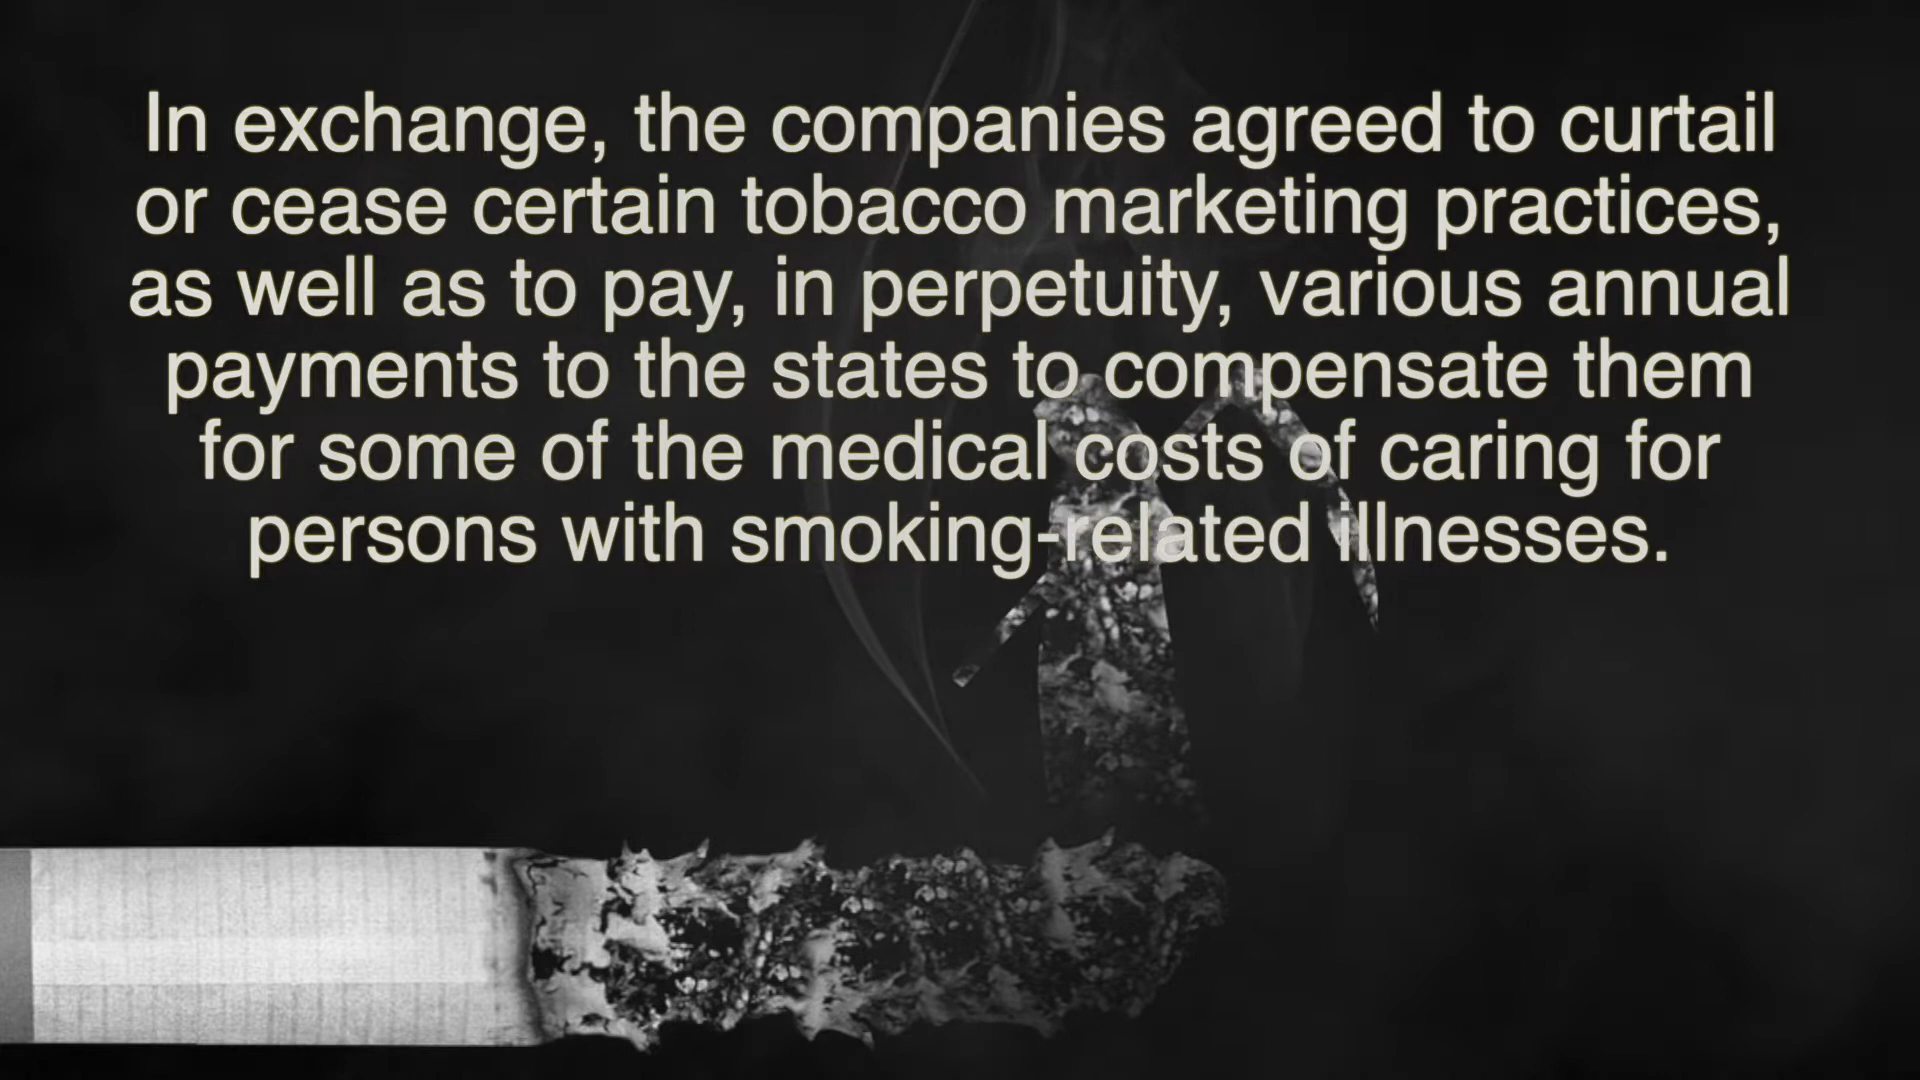 In exchange, the companies agreed to curtail
or cease certain tobacco marketing practices,
as well as to pay, in perpetuity, various annual
payments to the states to compensate them
for some of the medical costs of caring for
persons with smoking-related illnesses.